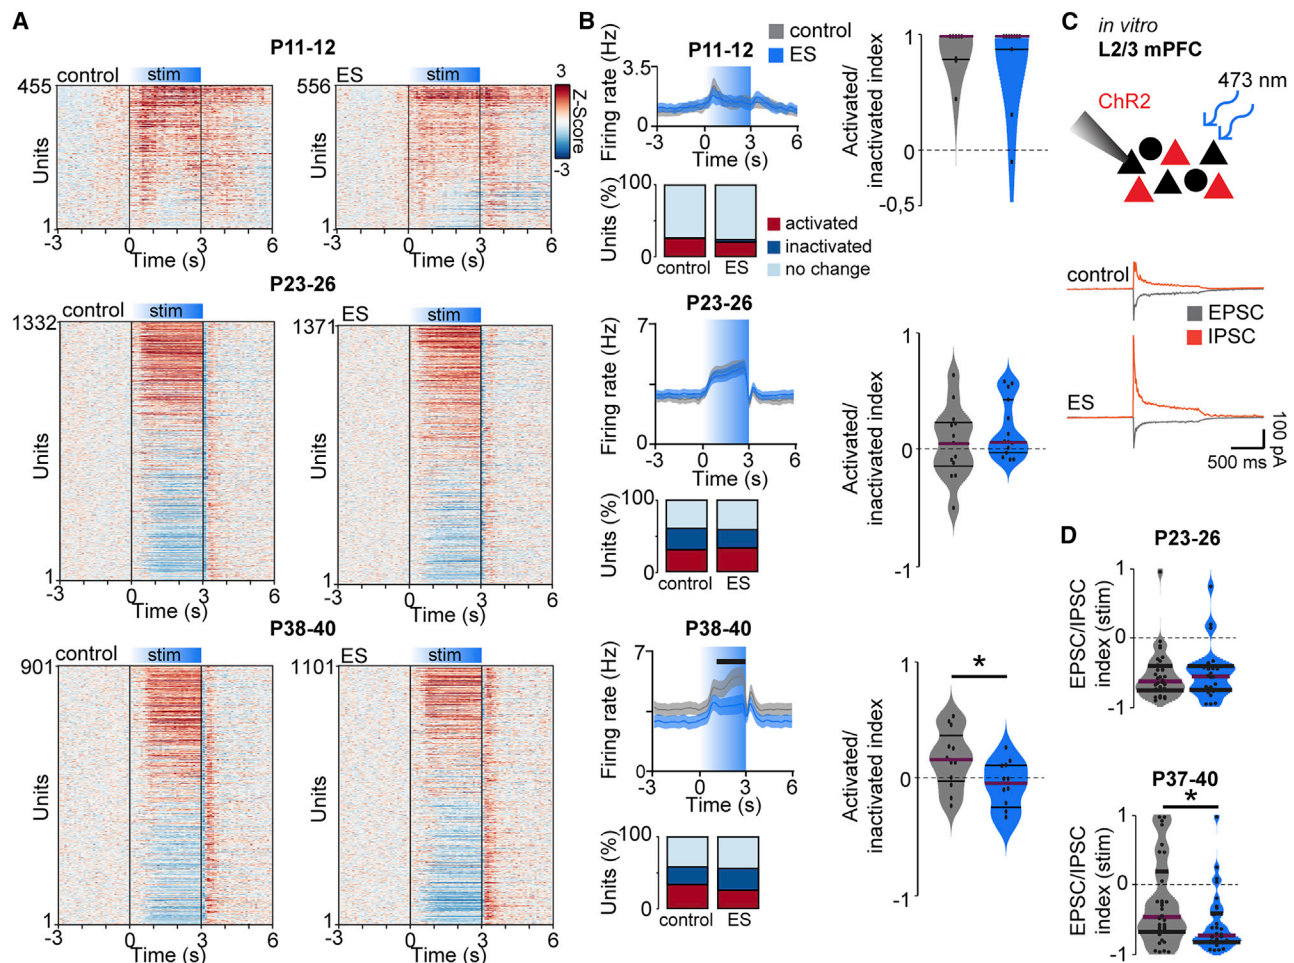 A
P11-12
control
stim
455
Units
1
-3
0
3
6
Time (s)
ES
stim
556
Units
1
-3
0
3
6
Time (s)
3
Z-Score
-3
P23-26
control
stim
1332
Units
1
-3
0
3
6
Time (s)
ES
stim
1371
Units
1
-3
0
3
6
Time (s)
P38-40
control
stim
901
Units
1
-3
0
3
6
Time (s)
ES
stim
1101
Units
1
-3
0
3
6
Time (s)
B
control
ES
P11-12
Firing rate (Hz)
3.5
0
-3
0
3
6
Time (s)
Units (%)
100
0
control
ES
activated
inactivated
no change
Activated/
inactivated index
1
0
-0,5
P23-26
Firing rate (Hz)
7
0
-3
0
3
6
Time (s)
Units (%)
100
0
control
ES
Activated/
inactivated index
1
0
-1
P38-40
Firing rate (Hz)
7
0
-3
0
3
6
Time (s)
Units (%)
100
0
control
ES
Activated/
inactivated index
1
0
-1
*
C
in vitro
L2/3 mPFC
473 nm
ChR2
control
EPSC
IPSC
ES
100 pA
500 ms
D
P23-26
EPSC/IPSC
index (stim)
1
0
-1
P37-40
*
EPSC/IPSC
index (stim)
1
0
-1